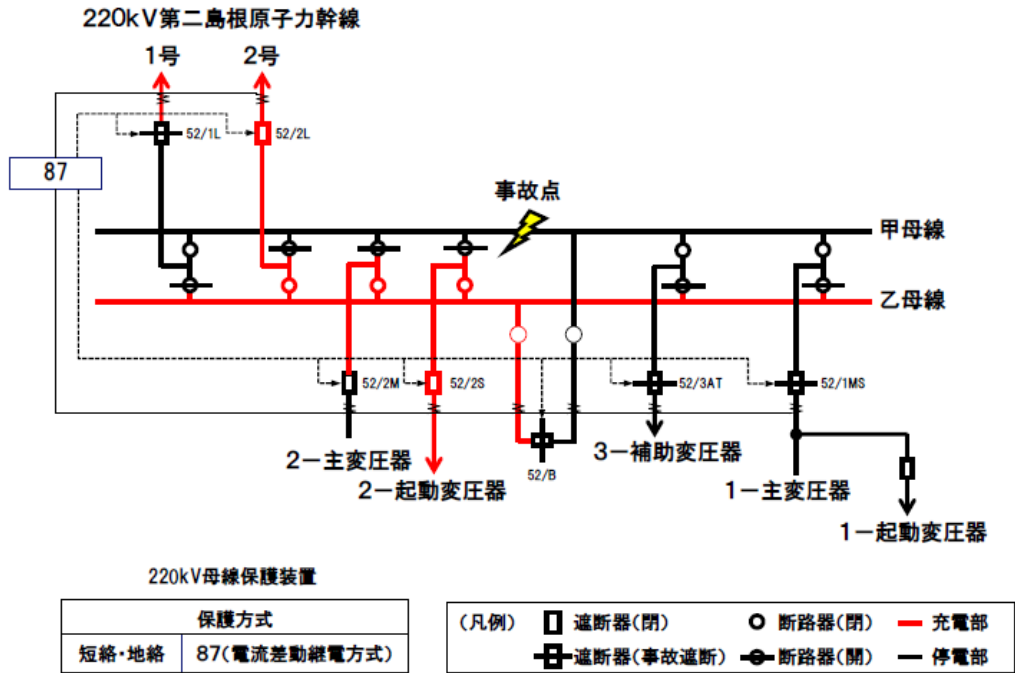 220kV第二島根原子力幹線
1号
2号
52/1L
52/2L
87
事故点
甲母線
乙母線
52/2M
52/2S
52/3AT
52/1MS
52/B
2－主変圧器
2－起動変圧器
3－補助変圧器
1－主変圧器
1－起動変圧器
220kV母線保護装置
保護方式
短絡・地絡
87(電流差動継電方式)
(凡例)
遮断器(閉)
断路器(閉)
充電部
遮断器(事故遮断)
断路器(開)
停電部